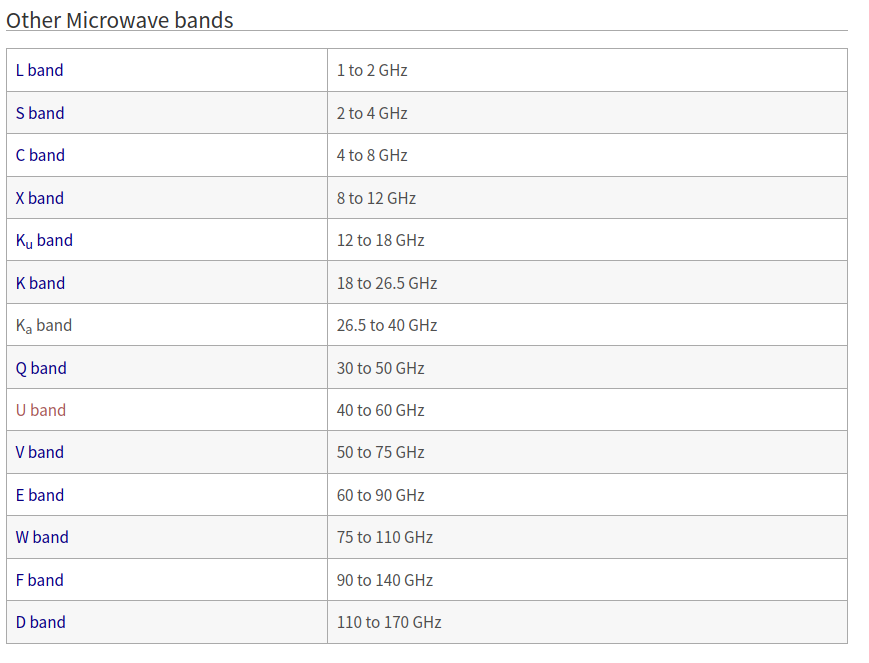 Other Microwave bands
L band 1 to 2 GHz
S band 2 to 4 GHz
C band 4 to 8 GHz
X band 8 to 12 GHz
Ku band 12 to 18 GHz
K band 18 to 26.5 GHz
Ka band 26.5 to 40 GHz
Q band 30 to 50 GHz
U band 40 to 60 GHz
V band 50 to 75 GHz
E band 60 to 90 GHz
W band 75 to 110 GHz
F band 90 to 140 GHz
D band 110 to 170 GHz